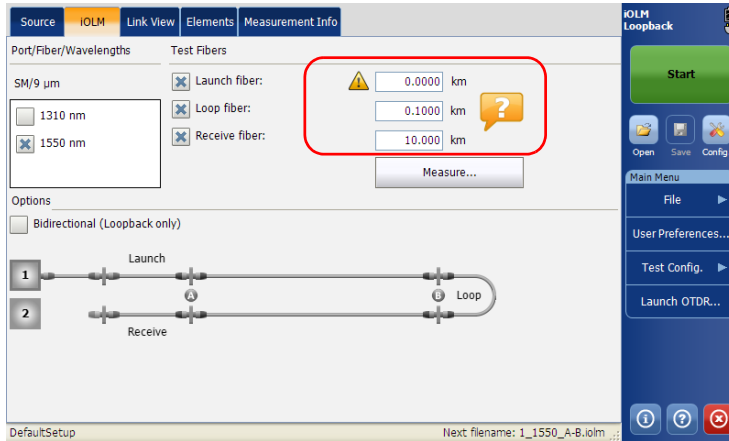 Source iOLM Link View Elements Measurement Info
iOLM
Loopback
Port/Fiber/Wavelengths Test Fibers
SM/9 µm
1310 nm
1550 nm
Launch fiber: 0.0000 km
Loop fiber: 0.1000 km
Receive fiber: 10.000 km
?
Measure...
Options
Bidirectional (Loopback only)
1
2
Launch
A
B
Loop
Receive
Start
Open Save Config
Main Menu
File
User Preferences...
Test Config.
Launch OTDR...
DefaultSetup Next filename: 1_1550_A-B.iolm